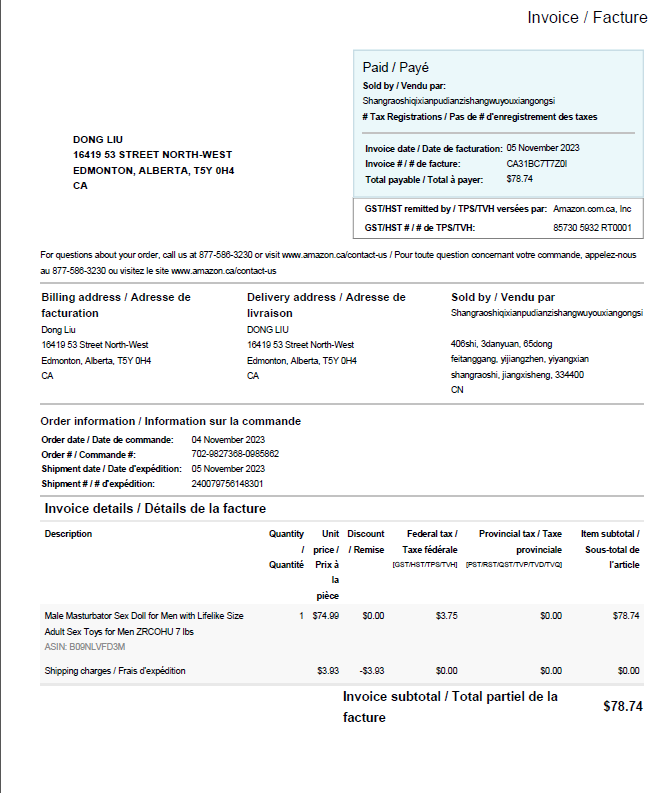 Invoice / Facture
Paid / Payé
Sold by / Vendu par:
Shangraoshiqixianpudianzishangwuyouxiangongsi
# Tax Registrations / Pas de # d'enregistrement des taxes
Invoice date / Date de facturation: 05 November 2023
Invoice # / # de facture: CA31BC7T7Z0I
Total payable / Total à payer: $78.74
DONG LIU
16419 53 STREET NORTH-WEST
EDMONTON, ALBERTA, T5Y 0H4
CA
GST/HST remitted by / TPS/TVH versées par: Amazon.com.ca, Inc
GST/HST # / # de TPS/TVH: 85730 5932 RT0001
For questions about your order, call us at 877-586-3230 or visit www.amazon.ca/contact-us / Pour toute question concernant votre commande, appelez-nous
au 877-586-3230 ou visitez le site www.amazon.ca/contact-us
Billing address / Adresse de
facturation
Dong Liu
16419 53 Street North-West
Edmonton, Alberta, T5Y 0H4
CA
Delivery address / Adresse de
livraison
DONG LIU
16419 53 Street North-West
Edmonton, Alberta, T5Y 0H4
CA
Sold by / Vendu par
Shangraoshiqixianpudianzishangwuyouxiangongsi
406shi, 3danyuan, 65dong
feitanggang, yijiangzhen, yiyangxian
shangraoshi, jiangxisheng, 334400
CN
Order information / Information sur la commande
Order date / Date de commande: 04 November 2023
Order # / Commande #: 702-9827368-0985862
Shipment date / Date d'expédition: 05 November 2023
Shipment # / # d'expédition: 240079756148301
Invoice details / Détails de la facture
Description
Quantity
/
Quantité
Unit
price /
Prix à
la
pièce
Discount
/ Remise
Federal tax /
Taxe fédérale
[GST/HST/TPS/TVH]
Provincial tax / Taxe
provinciale
[PST/RST/QST/TVP/TVD/TVQ]
Item subtotal /
Sous-total de
l'article
Male Masturbator Sex Doll for Men with Lifelike Size 1 $74.99 $0.00 $3.75 $0.00 $78.74
Adult Sex Toys for Men ZRCOHU 7 lbs
ASIN: B09NLVFD3M
Shipping charges / Frais d'expédition $3.93 -$3.93 $0.00 $0.00 $0.00
Invoice subtotal / Total partiel de la
facture
$78.74